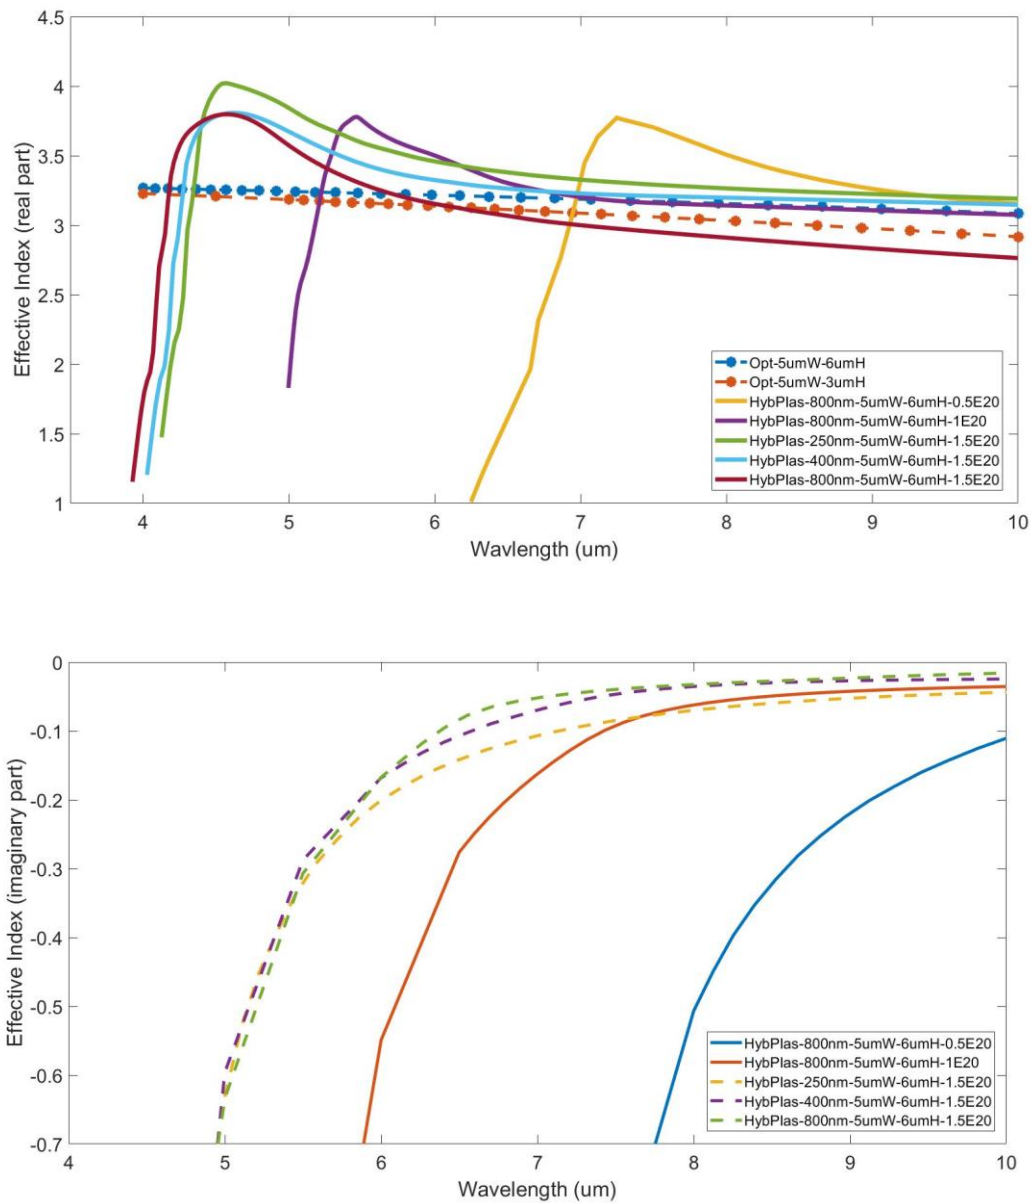 4.5
4
3.5
3
2.5
2
1.5
1
Effective Index (real part)
Opt-5umW-6umH
Opt-5umW-3umH
HybPlas-800nm-5umW-6umH-0.5E20
HybPlas-800nm-5umW-6umH-1E20
HybPlas-250nm-5umW-6umH-1.5E20
HybPlas-400nm-5umW-6umH-1.5E20
HybPlas-800nm-5umW-6umH-1.5E20
4 5 6 7 8 9 10
Wavlength (um)
0
-0.1
-0.2
-0.3
-0.4
-0.5
-0.6
-0.7
Effective Index (imaginary part)
HybPlas-800nm-5umW-6umH-0.5E20
HybPlas-800nm-5umW-6umH-1E20
HybPlas-250nm-5umW-6umH-1.5E20
HybPlas-400nm-5umW-6umH-1.5E20
HybPlas-800nm-5umW-6umH-1.5E20
4 5 6 7 8 9 10
Wavelength (um)